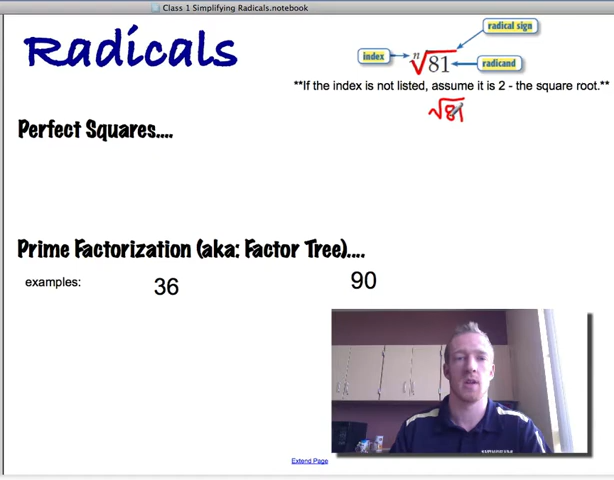 Class 1 Simplifying Radicals.notebook
Radicals
radical sign
index
n√81
radicand
**If the index is not listed, assume it is 2 - the square root.**
√81
Perfect Squares....
Prime Factorization (aka: Factor Tree)....
examples:
36
90
Extend Page